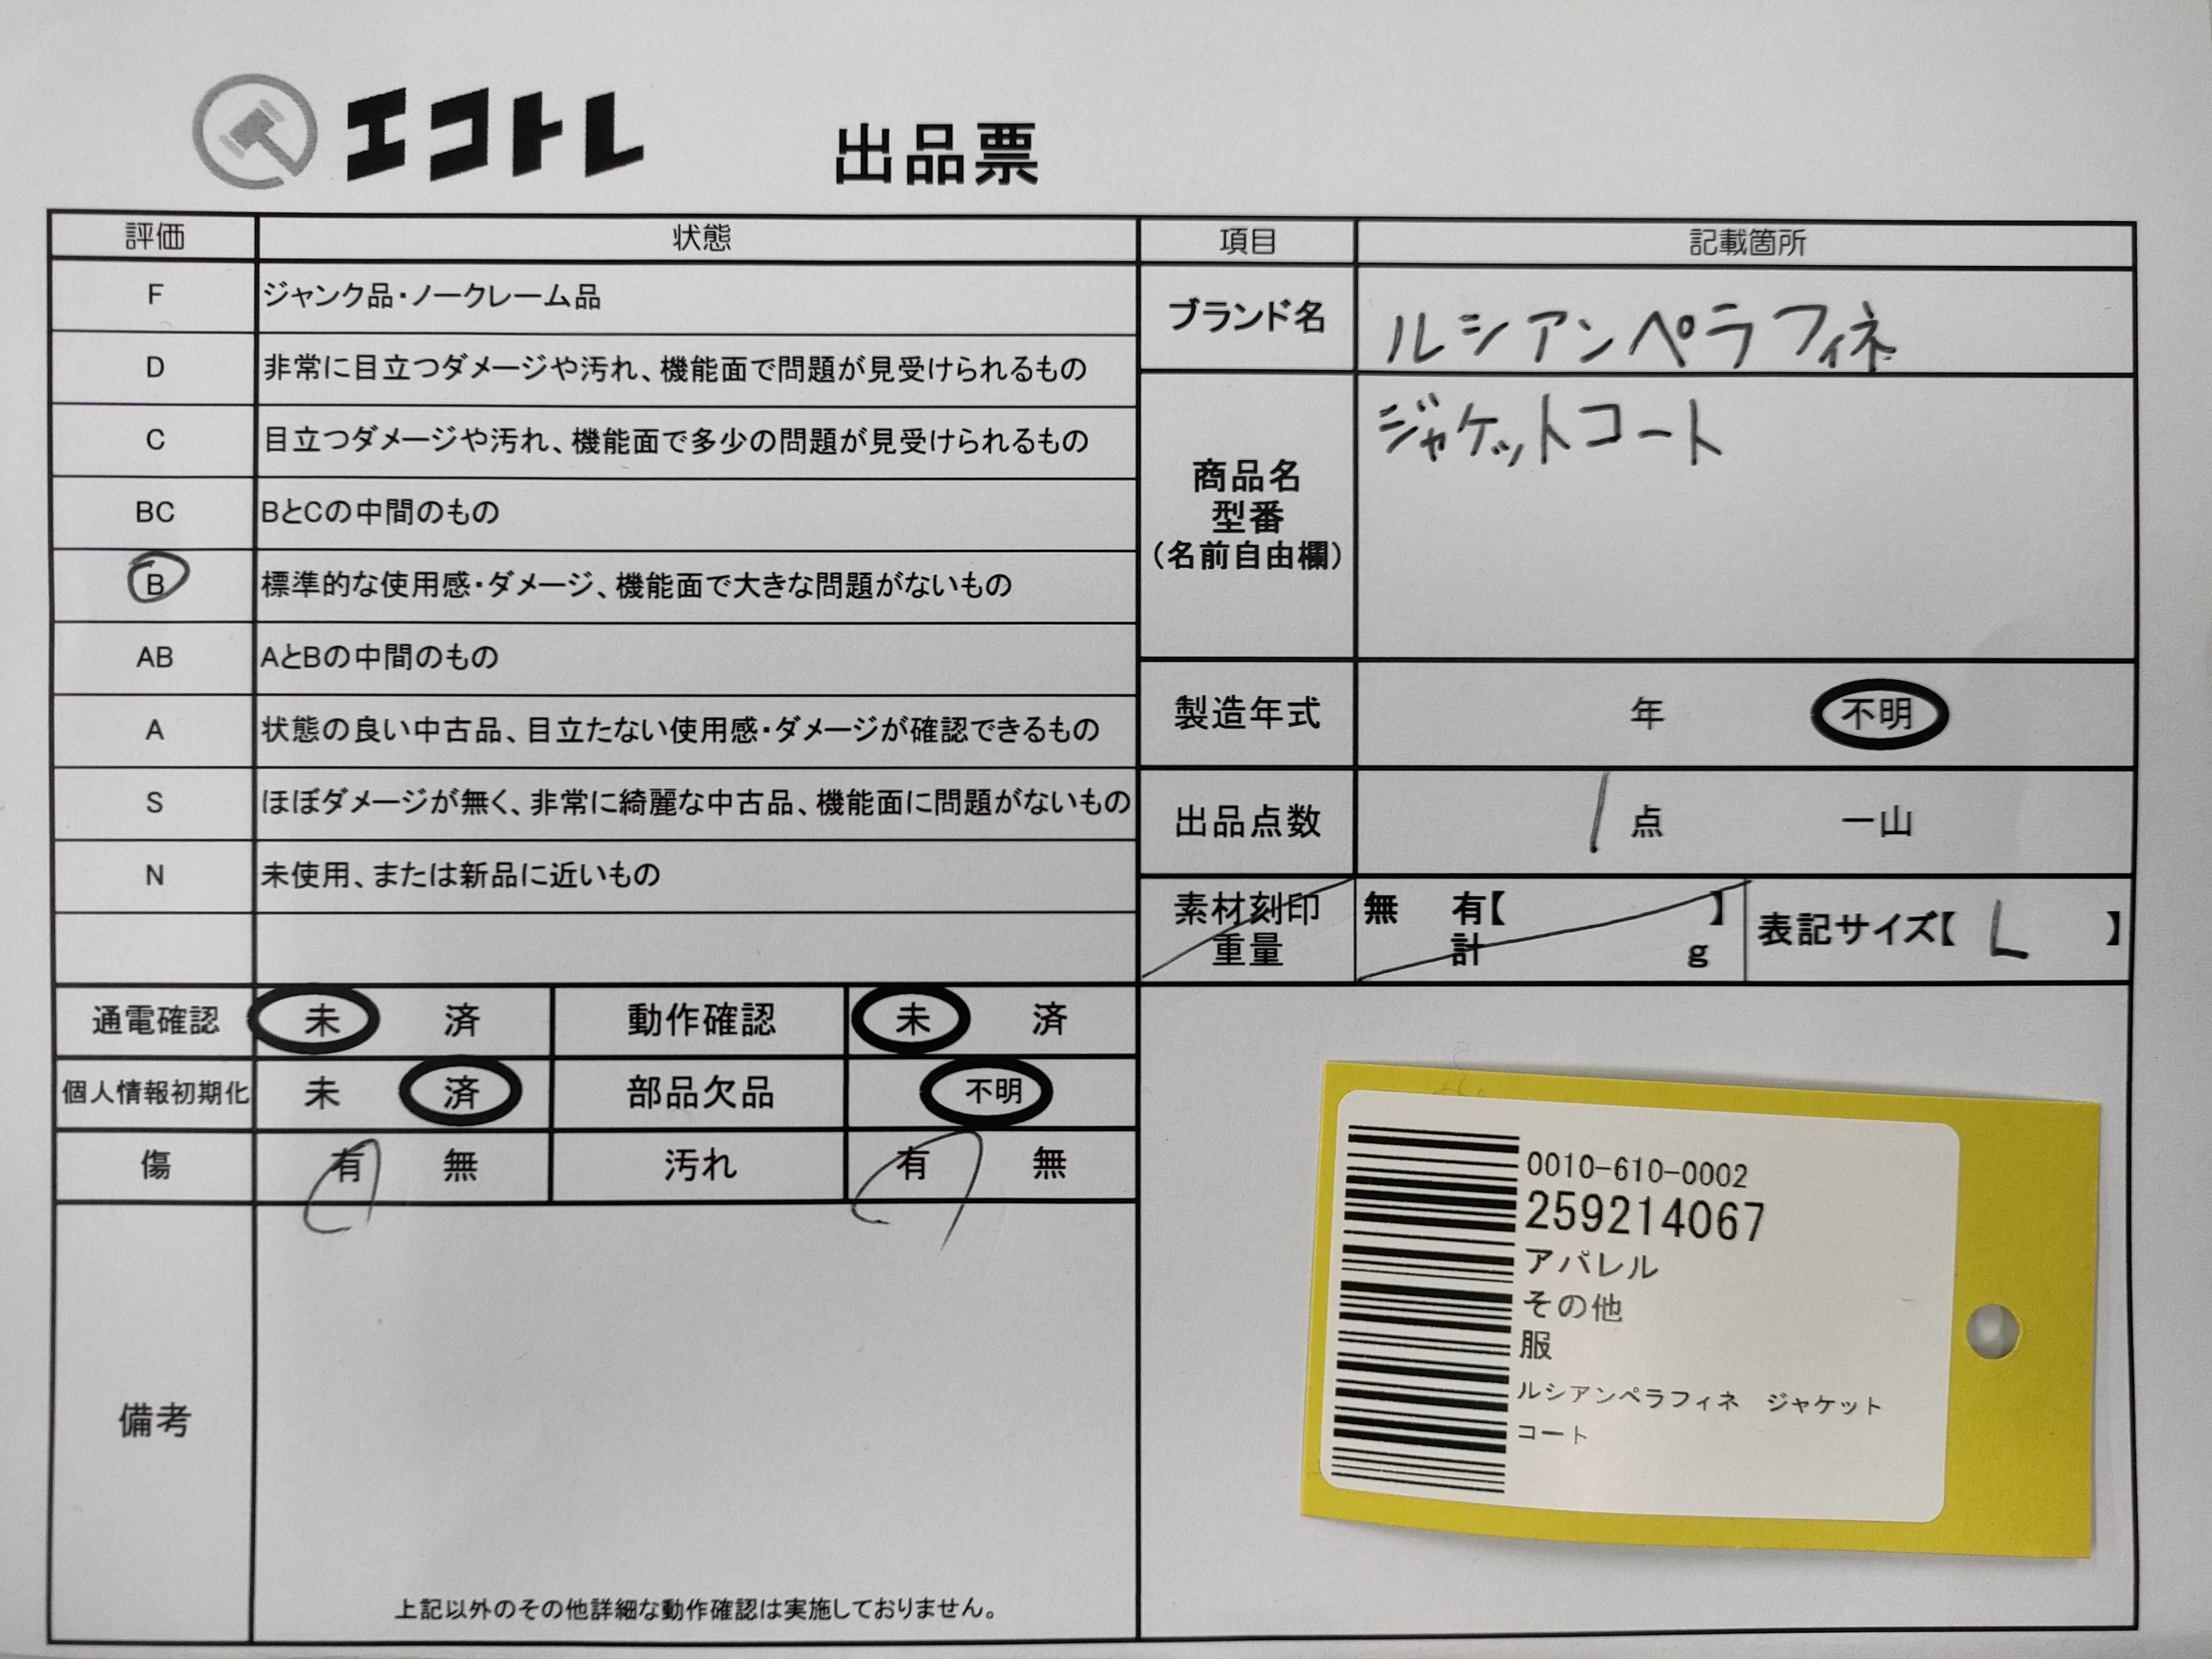 エコトレ
出品票
評価 状態
F ジャンク品・ノークレーム品
D 非常に目立つダメージや汚れ、機能面で問題が見受けられるもの
C 目立つダメージや汚れ、機能面で多少の問題が見受けられるもの
BC BとCの中間のもの
B 標準的な使用感・ダメージ、機能面で大きな問題がないもの
AB AとBの中間のもの
A 状態の良い中古品、目立たない使用感・ダメージが確認できるもの
S ほぼダメージが無く、非常に綺麗な中古品、機能面に問題がないもの
N 未使用、または新品に近いもの
項目 記載箇所
ブランド名 ルシアンペラフィネ
商品名
型番
(名前自由欄)
ジャケットコート
製造年式 年 不明
出品点数 1 点 一山
素材刻印
重量
無 有【 】
計 g
表記サイズ【 L 】
通電確認 未 済 動作確認 未 済
個人情報初期化 未 済 部品欠品 不明
傷 有 無 汚れ 有 無
備考
上記以外のその他詳細な動作確認は実施しておりません。
0010-610-0002
259214067
アパレル
その他
服
ルシアンペラフィネ ジャケット
コート